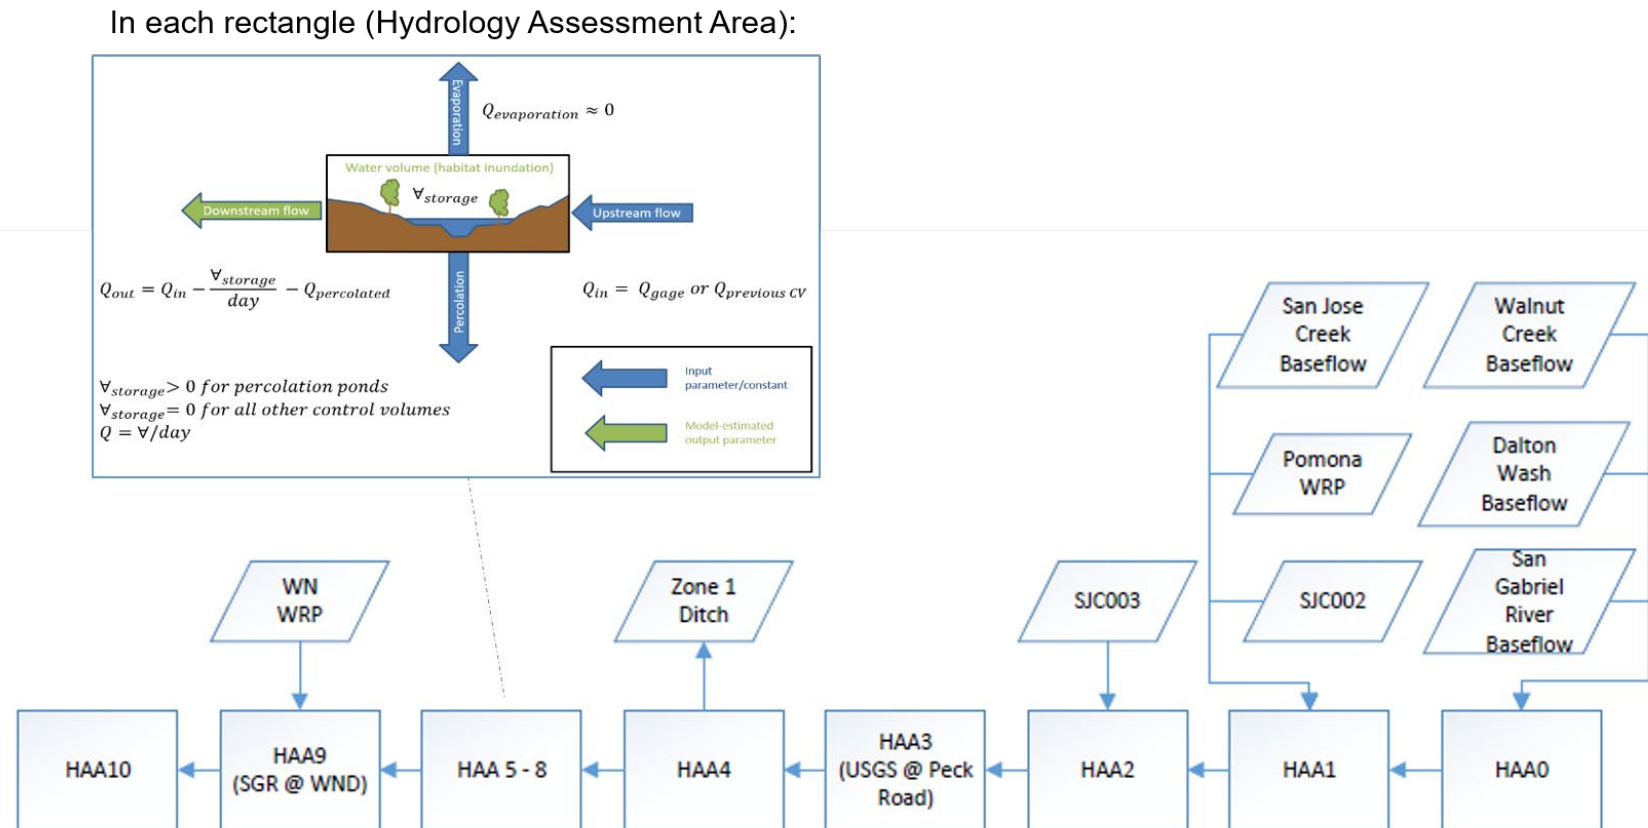 In each rectangle (Hydrology Assessment Area):
Evaporation
Q_evaporation ≈ 0
Water volume (habitat inundation)
∀_storage
Downstream flow
Upstream flow
Percolation
Q_out = Q_in − ∀_storage/day − Q_percolated
Q_in = Q_gage or Q_previous CV
∀_storage > 0 for percolation ponds
∀_storage = 0 for all other control volumes
Q = ∀/day
Input
parameter/constant
Model-estimated
output parameter
San Jose
Creek
Baseflow
Walnut
Creek
Baseflow
Pomona
WRP
Dalton
Wash
Baseflow
WN
WRP
Zone 1
Ditch
SJC003
SJC002
San
Gabriel
River
Baseflow
HAA10
HAA9
(SGR @ WND)
HAA 5 - 8
HAA4
HAA3
(USGS @ Peck
Road)
HAA2
HAA1
HAA0